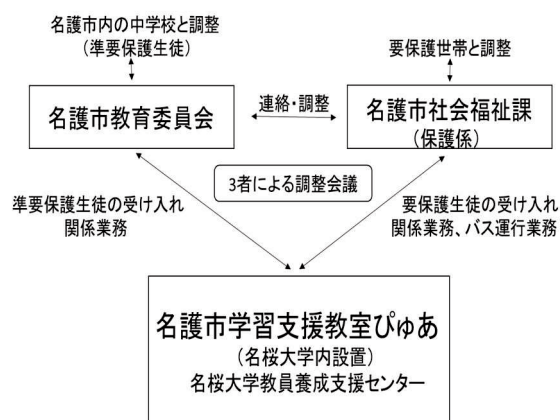 名護市内の中学校と調整
（準要保護生徒）
要保護世帯と調整
名護市教育委員会
連絡・調整
名護市社会福祉課
（保護係）
3者による調整会議
準要保護生徒の受け入れ
関係業務
要保護生徒の受け入れ
関係業務、バス運行業務
名護市学習支援教室ぴゅあ
（名桜大学内設置）
名桜大学教員養成支援センター